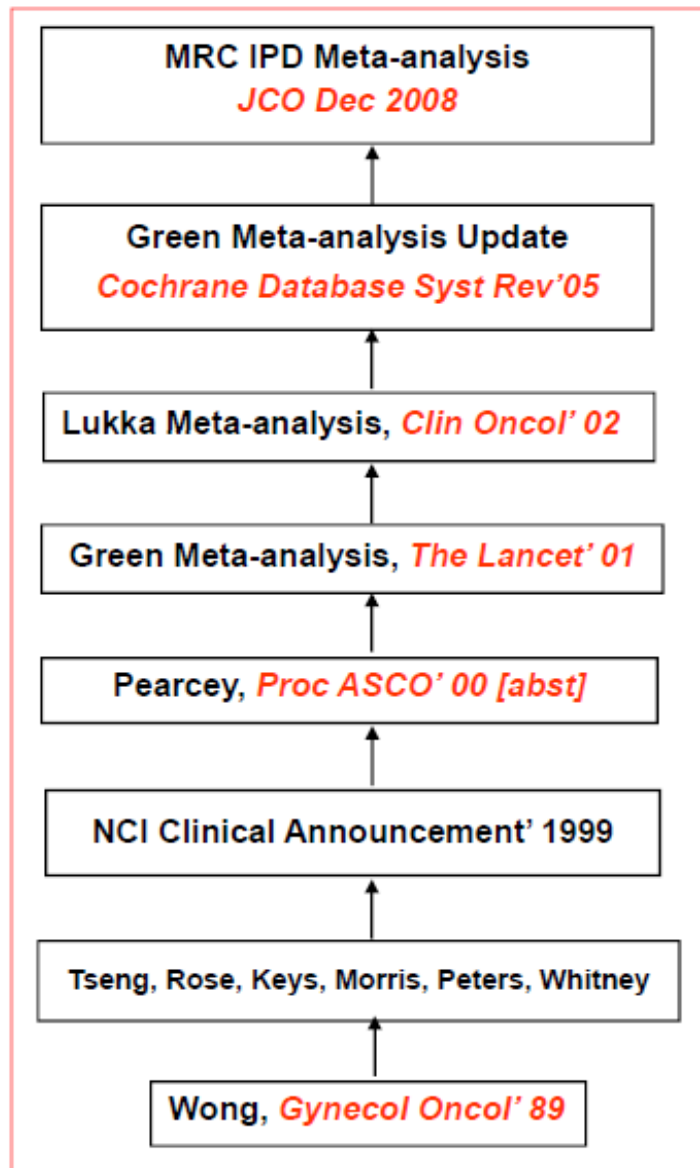 MRC IPD Meta-analysis
JCO Dec 2008
Green Meta-analysis Update
Cochrane Database Syst Rev’05
Lukka Meta-analysis, Clin Oncol’ 02
Green Meta-analysis, The Lancet’ 01
Pearcey, Proc ASCO’ 00 [abst]
NCI Clinical Announcement’ 1999
Tseng, Rose, Keys, Morris, Peters, Whitney
Wong, Gynecol Oncol’ 89